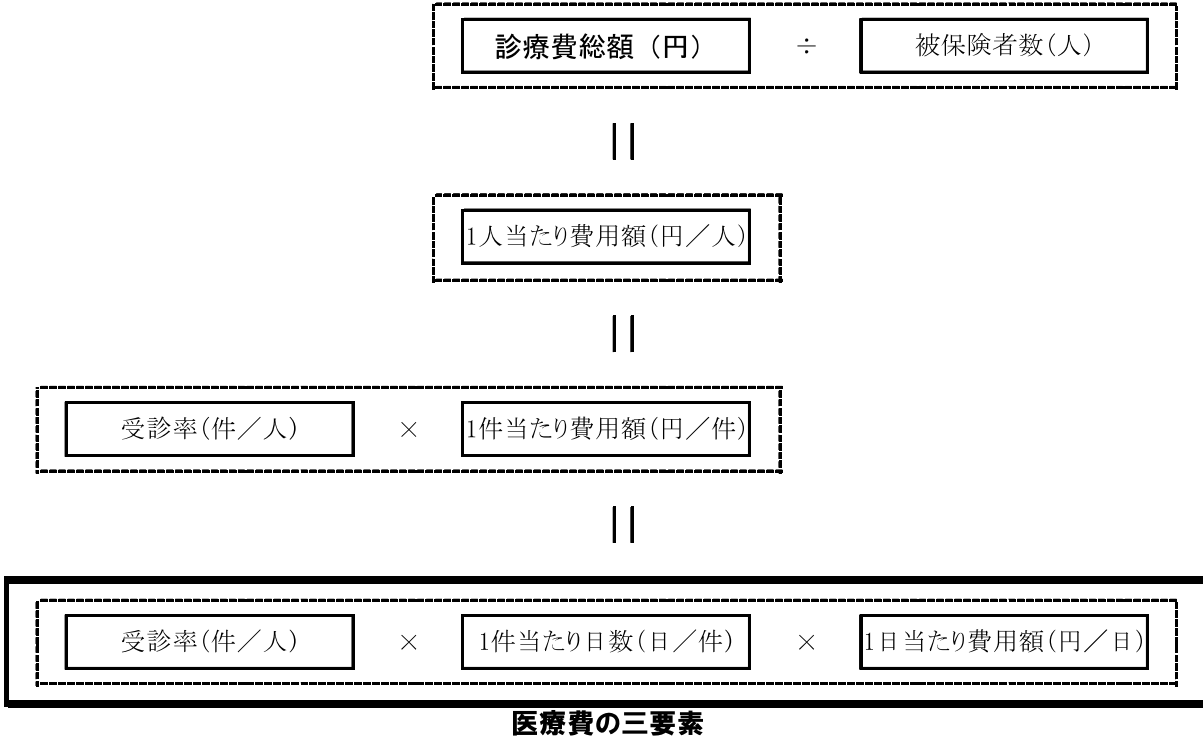 診療費総額（円） ÷ 被保険者数（人）
||
1人当たり費用額（円／人）
||
受診率（件／人） × 1件当たり費用額（円／件）
||
受診率（件／人） × 1件当たり日数（日／件） × 1日当たり費用額（円／日）
医療費の三要素